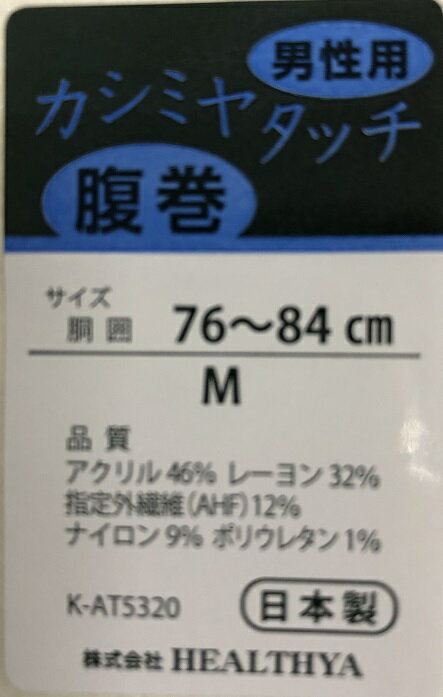 男性用
カシミヤタッチ
腹巻
サイズ
胴囲 76〜84 cm
M
品質
アクリル46% レーヨン32%
指定外繊維(AHF)12%
ナイロン9% ポリウレタン1%
K-AT5320 日本製
株式会社 HEALTHYA